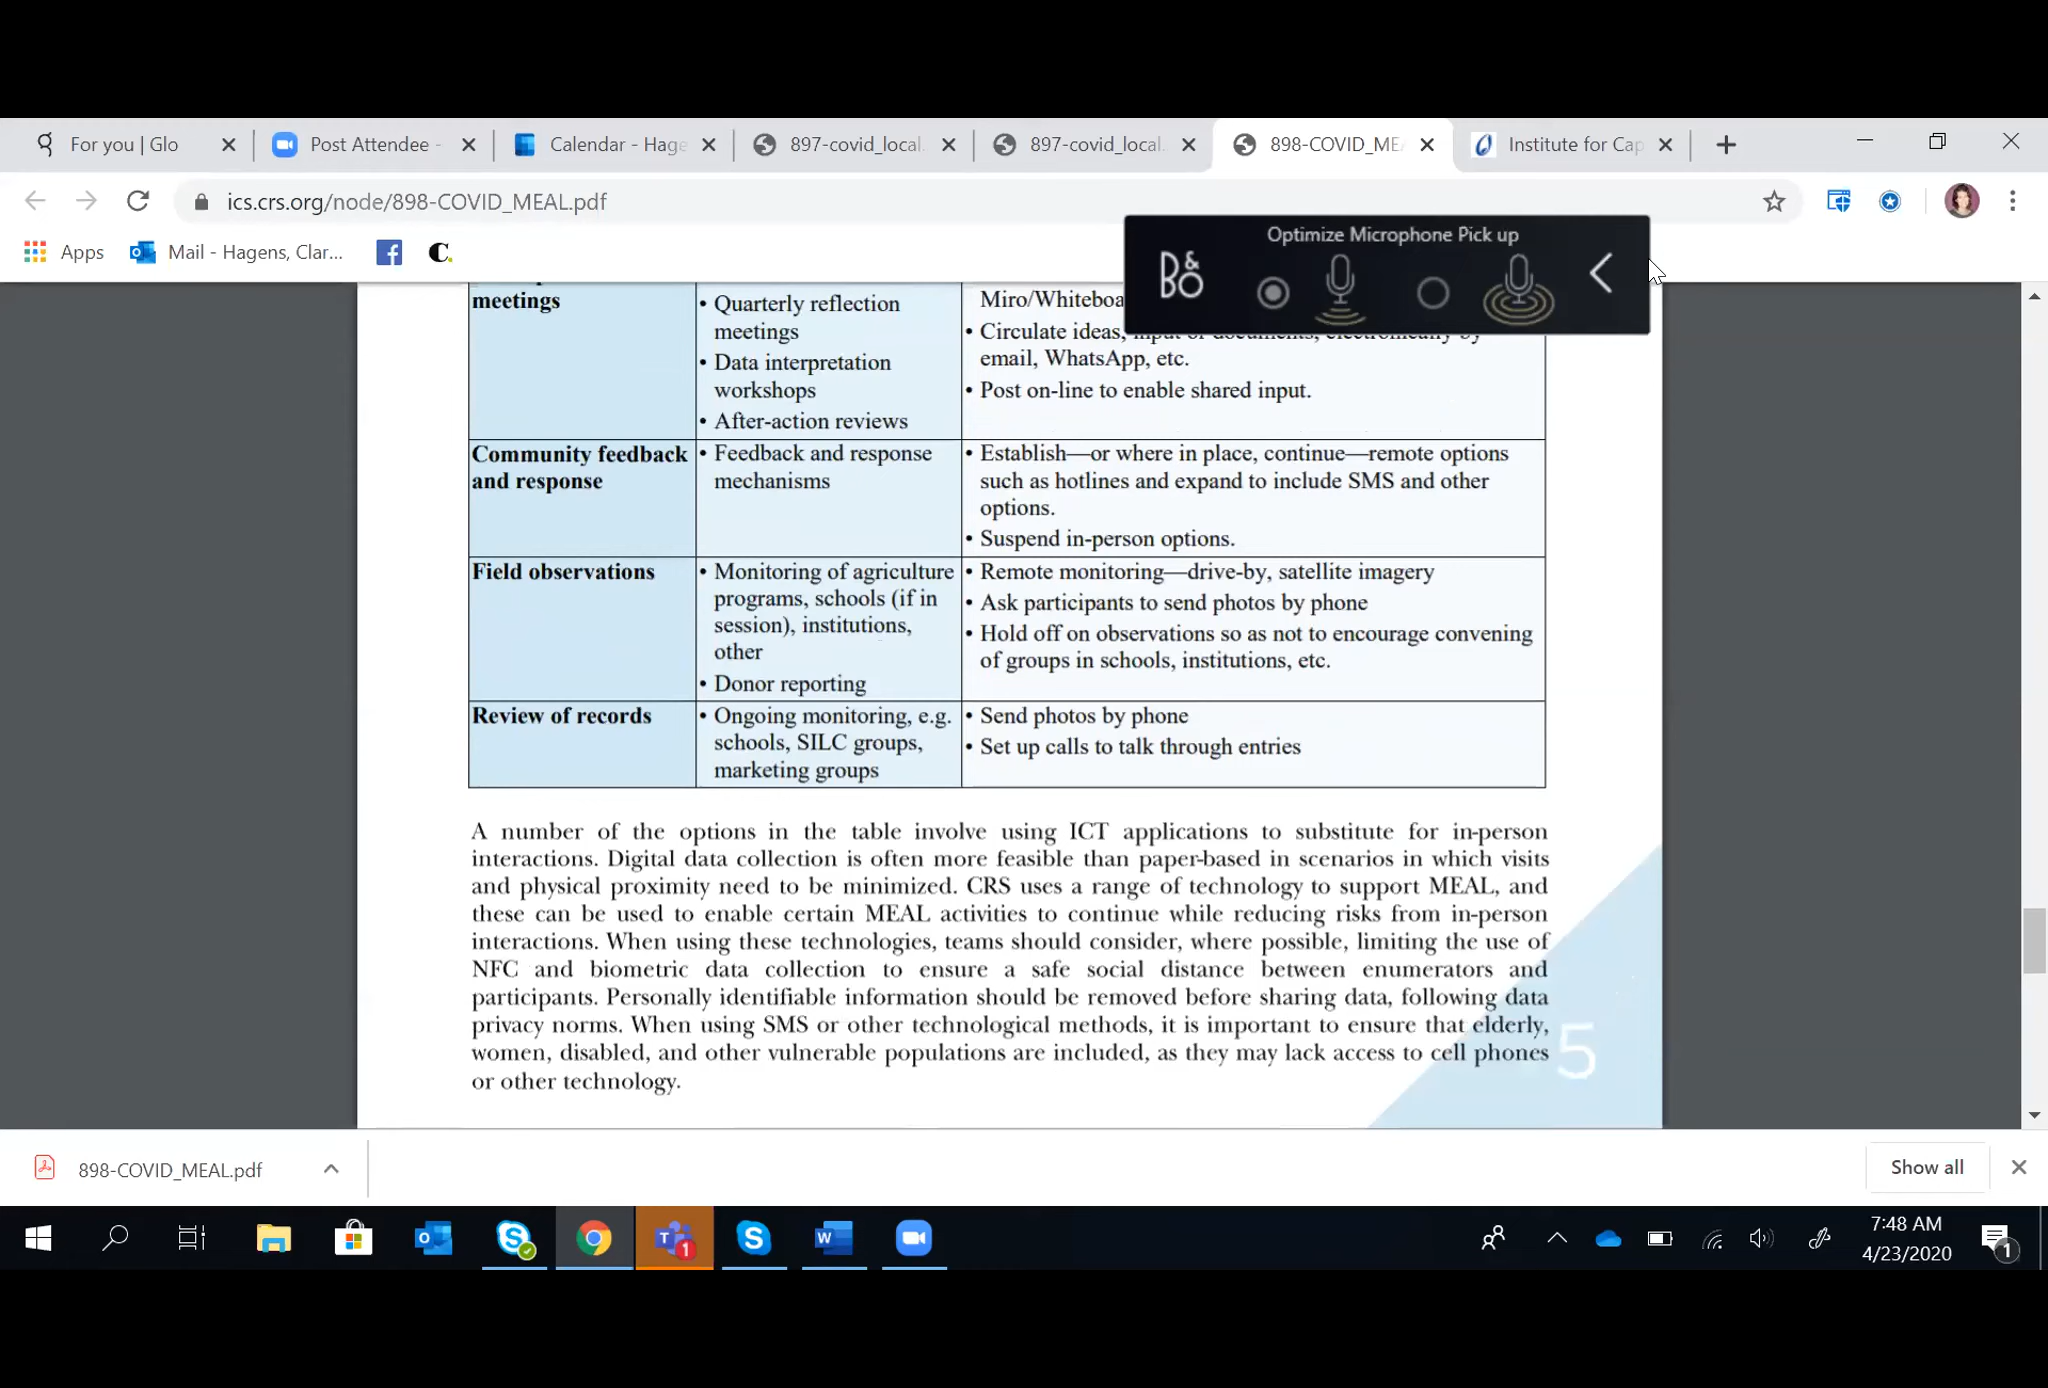 For you | Glo
Post Attendee -
Calendar - Hage
897-covid_local.
897-covid_local.
898-COVID_ME
Institute for Cap
ics.crs.org/node/898-COVID_MEAL.pdf
Apps
Mail - Hagens, Clar...
C.
B&O
Optimize Microphone Pick up
meetings
• Quarterly reflection
meetings
• Data interpretation
workshops
• After-action reviews
Miro/Whiteboa
• Circulate ideas, input or documents, electronically by
email, WhatsApp, etc.
• Post on-line to enable shared input.
Community feedback
and response
• Feedback and response
mechanisms
• Establish—or where in place, continue—remote options
such as hotlines and expand to include SMS and other
options.
• Suspend in-person options.
Field observations
• Monitoring of agriculture
programs, schools (if in
session), institutions,
other
• Donor reporting
• Remote monitoring—drive-by, satellite imagery
• Ask participants to send photos by phone
• Hold off on observations so as not to encourage convening
of groups in schools, institutions, etc.
Review of records
• Ongoing monitoring, e.g.
schools, SILC groups,
marketing groups
• Send photos by phone
• Set up calls to talk through entries
A number of the options in the table involve using ICT applications to substitute for in-person
interactions. Digital data collection is often more feasible than paper-based in scenarios in which visits
and physical proximity need to be minimized. CRS uses a range of technology to support MEAL, and
these can be used to enable certain MEAL activities to continue while reducing risks from in-person
interactions. When using these technologies, teams should consider, where possible, limiting the use of
NFC and biometric data collection to ensure a safe social distance between enumerators and
participants. Personally identifiable information should be removed before sharing data, following data
privacy norms. When using SMS or other technological methods, it is important to ensure that elderly,
women, disabled, and other vulnerable populations are included, as they may lack access to cell phones
or other technology.
5
898-COVID_MEAL.pdf
Show all
7:48 AM
4/23/2020
1
1